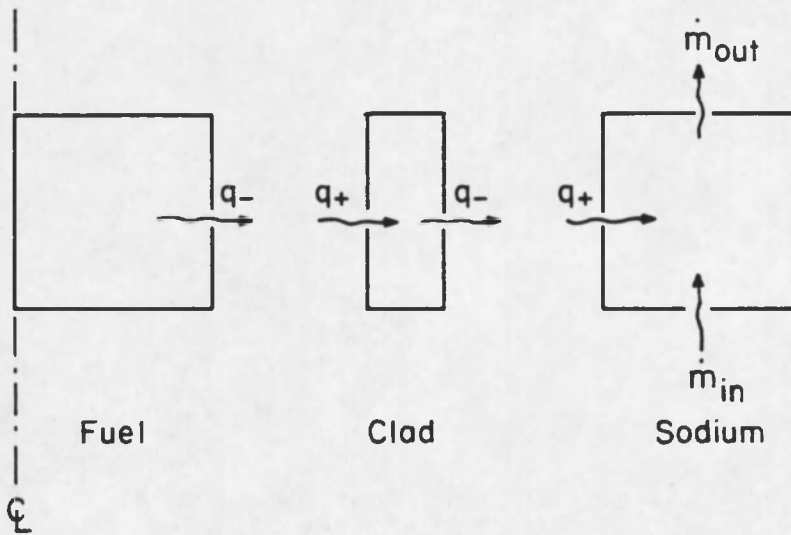 ṁout
q-
q+
q-
q+
ṁin
Fuel
Clad
Sodium
℄